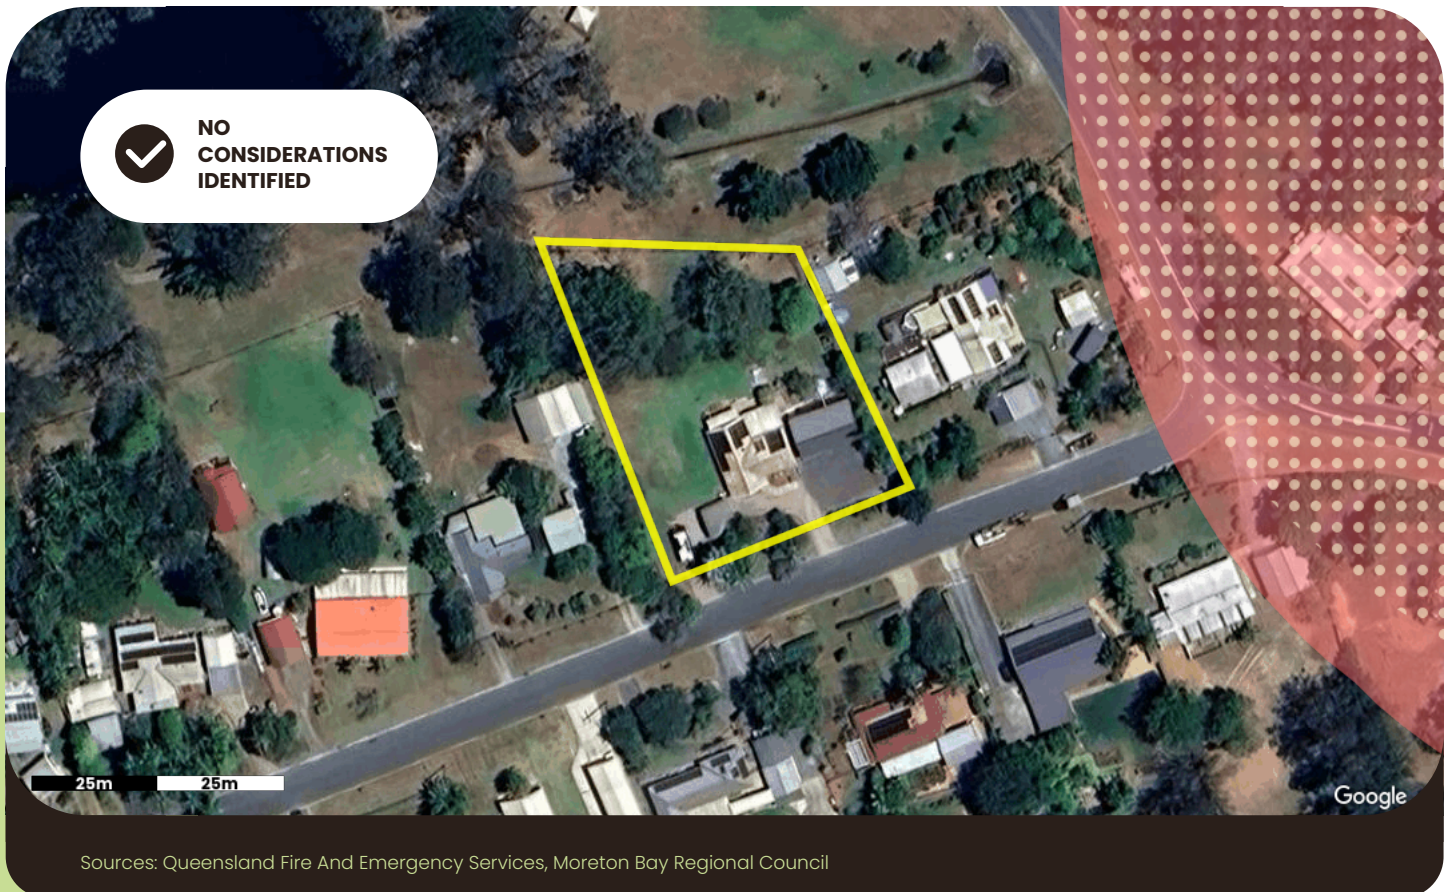 NO
CONSIDERATIONS
IDENTIFIED
25m 25m
Google
Sources: Queensland Fire And Emergency Services, Moreton Bay Regional Council